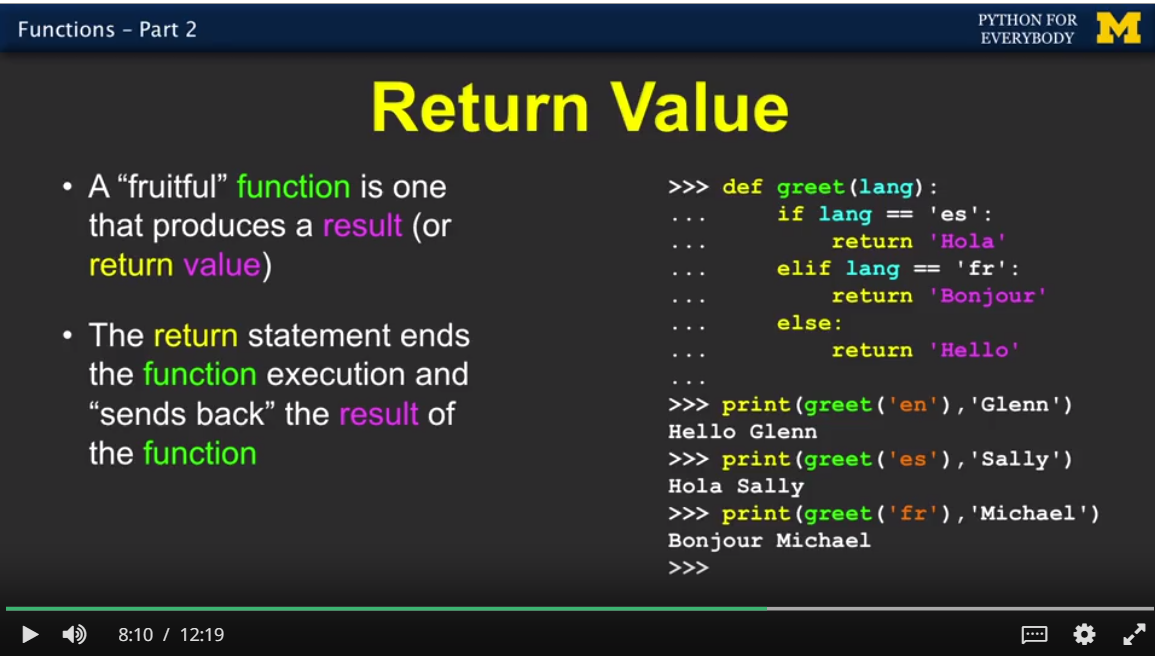 Functions – Part 2
PYTHON FOR
EVERYBODY
M
Return Value
• A “fruitful” function is one
that produces a result (or
return value)
• The return statement ends
the function execution and
“sends back” the result of
the function
>>> def greet(lang):
...     if lang == 'es':
...         return 'Hola'
...     elif lang == 'fr':
...         return 'Bonjour'
...     else:
...         return 'Hello'
...
>>> print(greet('en'),'Glenn')
Hello Glenn
>>> print(greet('es'),'Sally')
Hola Sally
>>> print(greet('fr'),'Michael')
Bonjour Michael
>>>
8:10 / 12:19